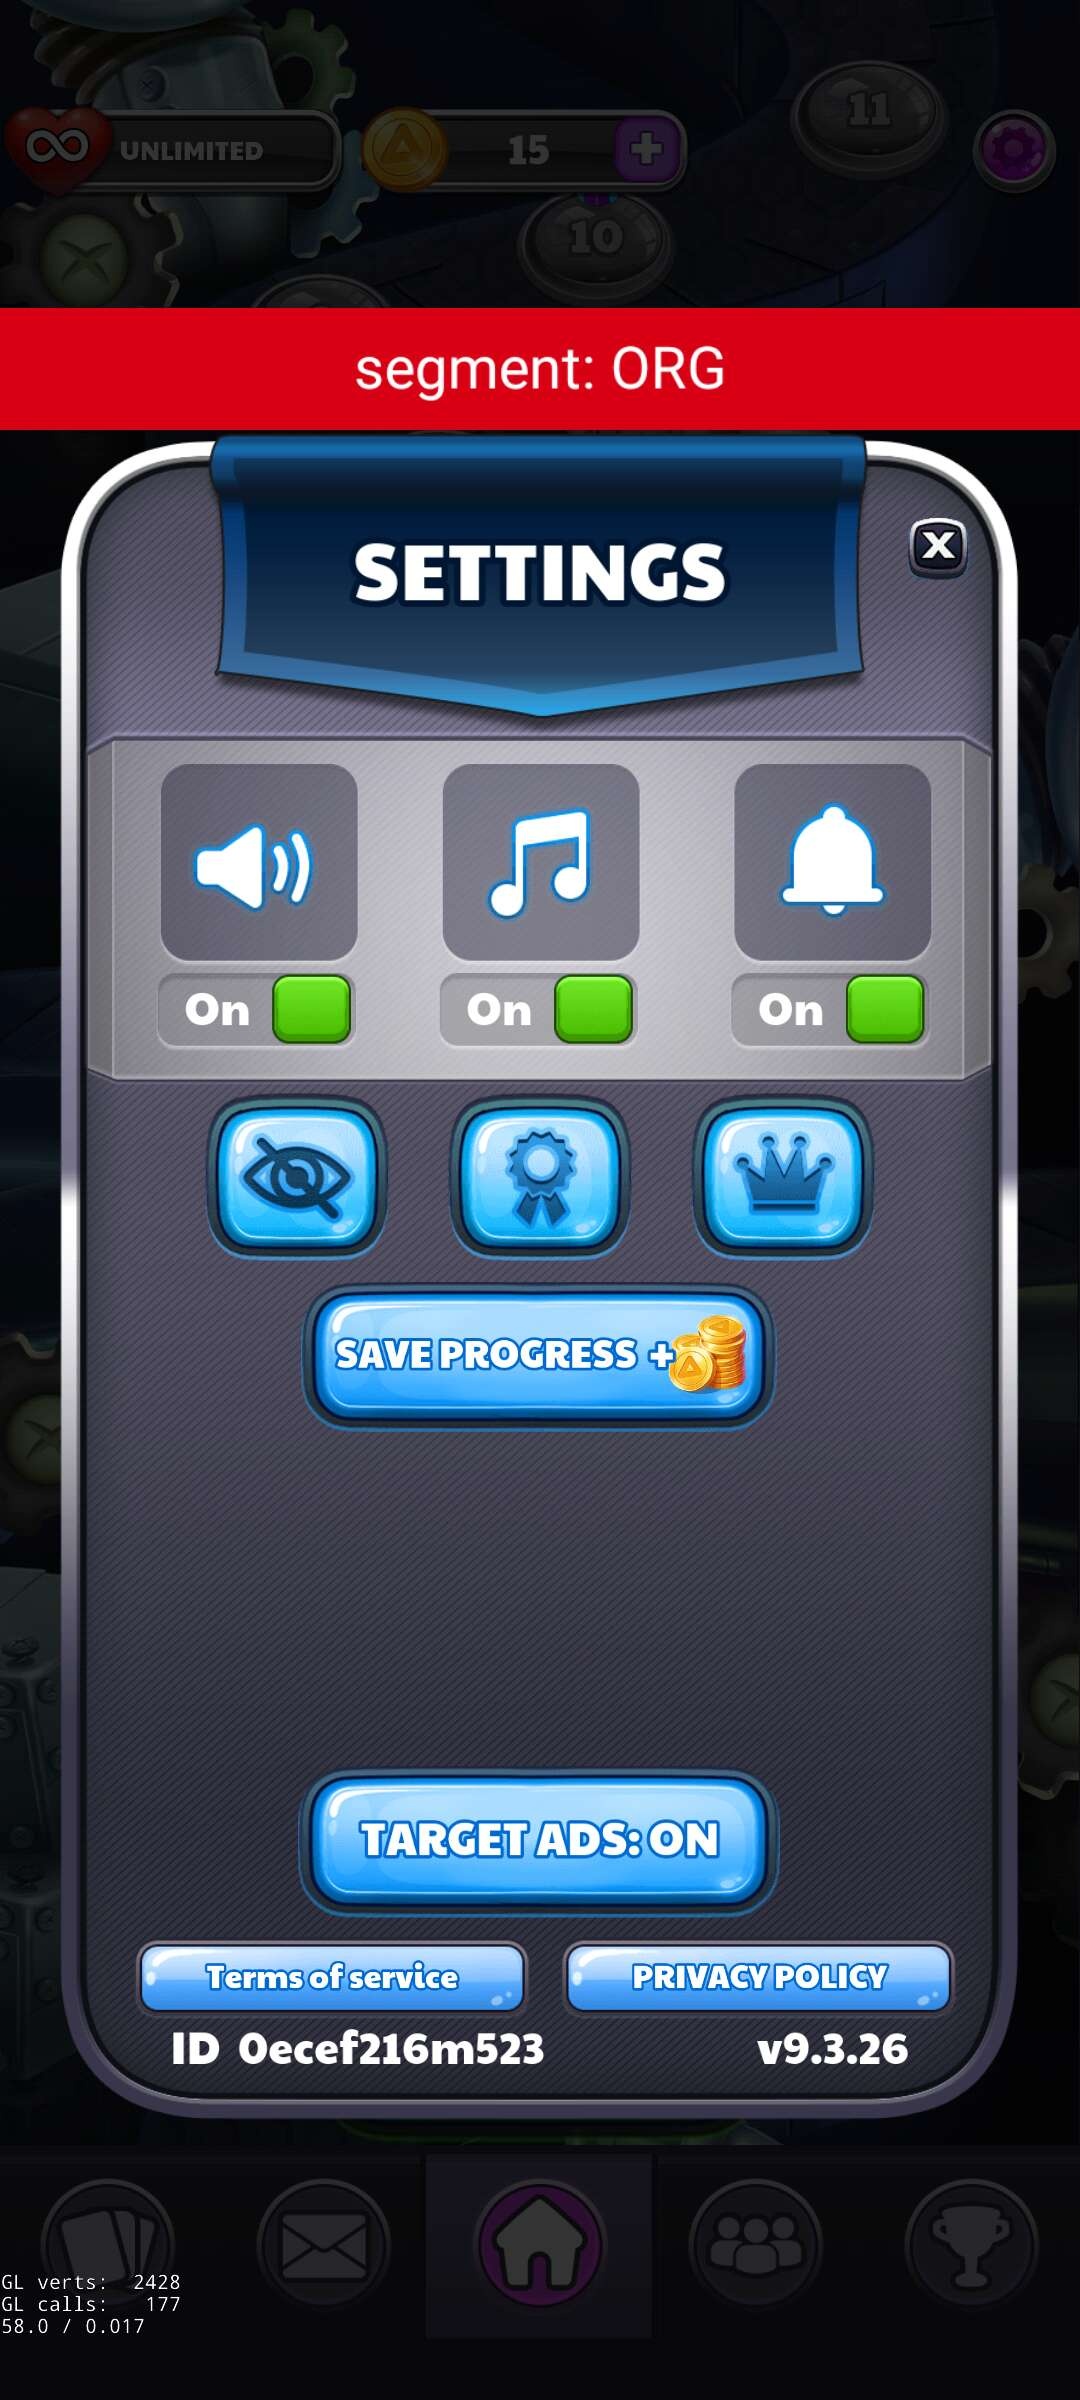 UNLIMITED
15
11
10
segment: ORG
SETTINGS
X
On
On
On
SAVE PROGRESS +
TARGET ADS: ON
Terms of service
PRIVACY POLICY
ID 0ecef216m523
v9.3.26
GL verts: 2428
GL calls: 177
58.0 / 0.017